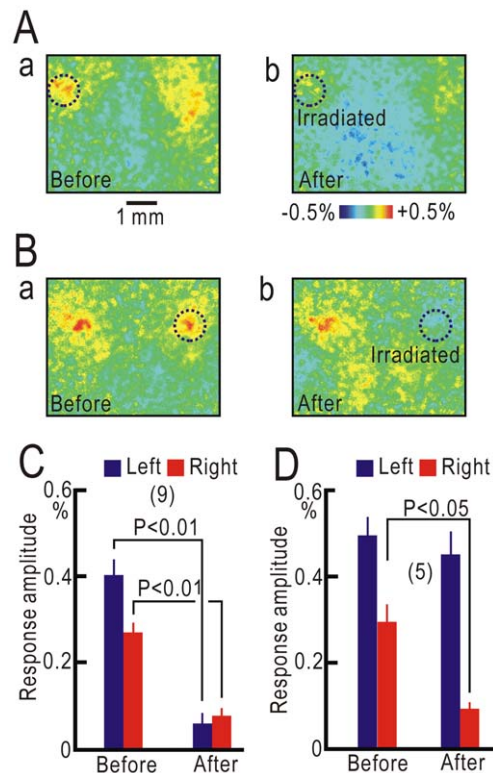 A
a
b
Irradiated
Before
After
1 mm
-0.5% +0.5%
B
a
b
Irradiated
Before
After
C
Left Right
0.6
%
(9)
P<0.01
P<0.01
0.4
0.2
0
Response amplitude
Before After
D
Left Right
0.6
%
P<0.05
(5)
0.4
0.2
0
Response amplitude
Before After